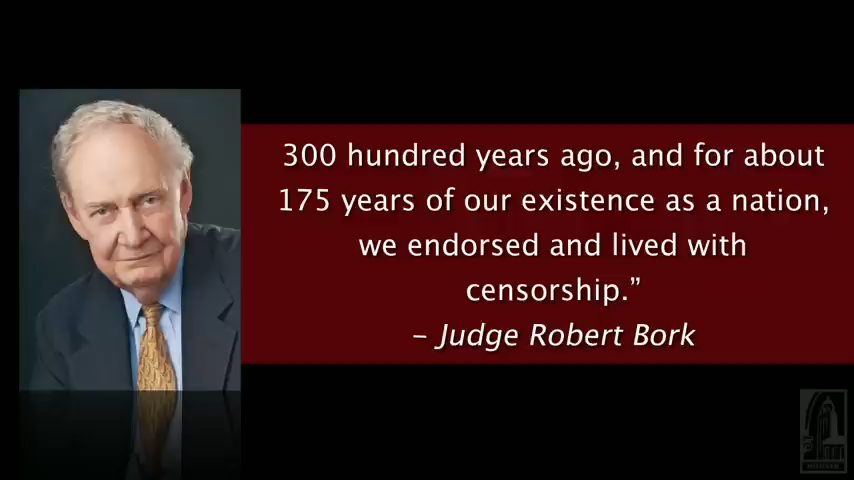 300 hundred years ago, and for about
175 years of our existence as a nation,
we endorsed and lived with
censorship.”
– Judge Robert Bork